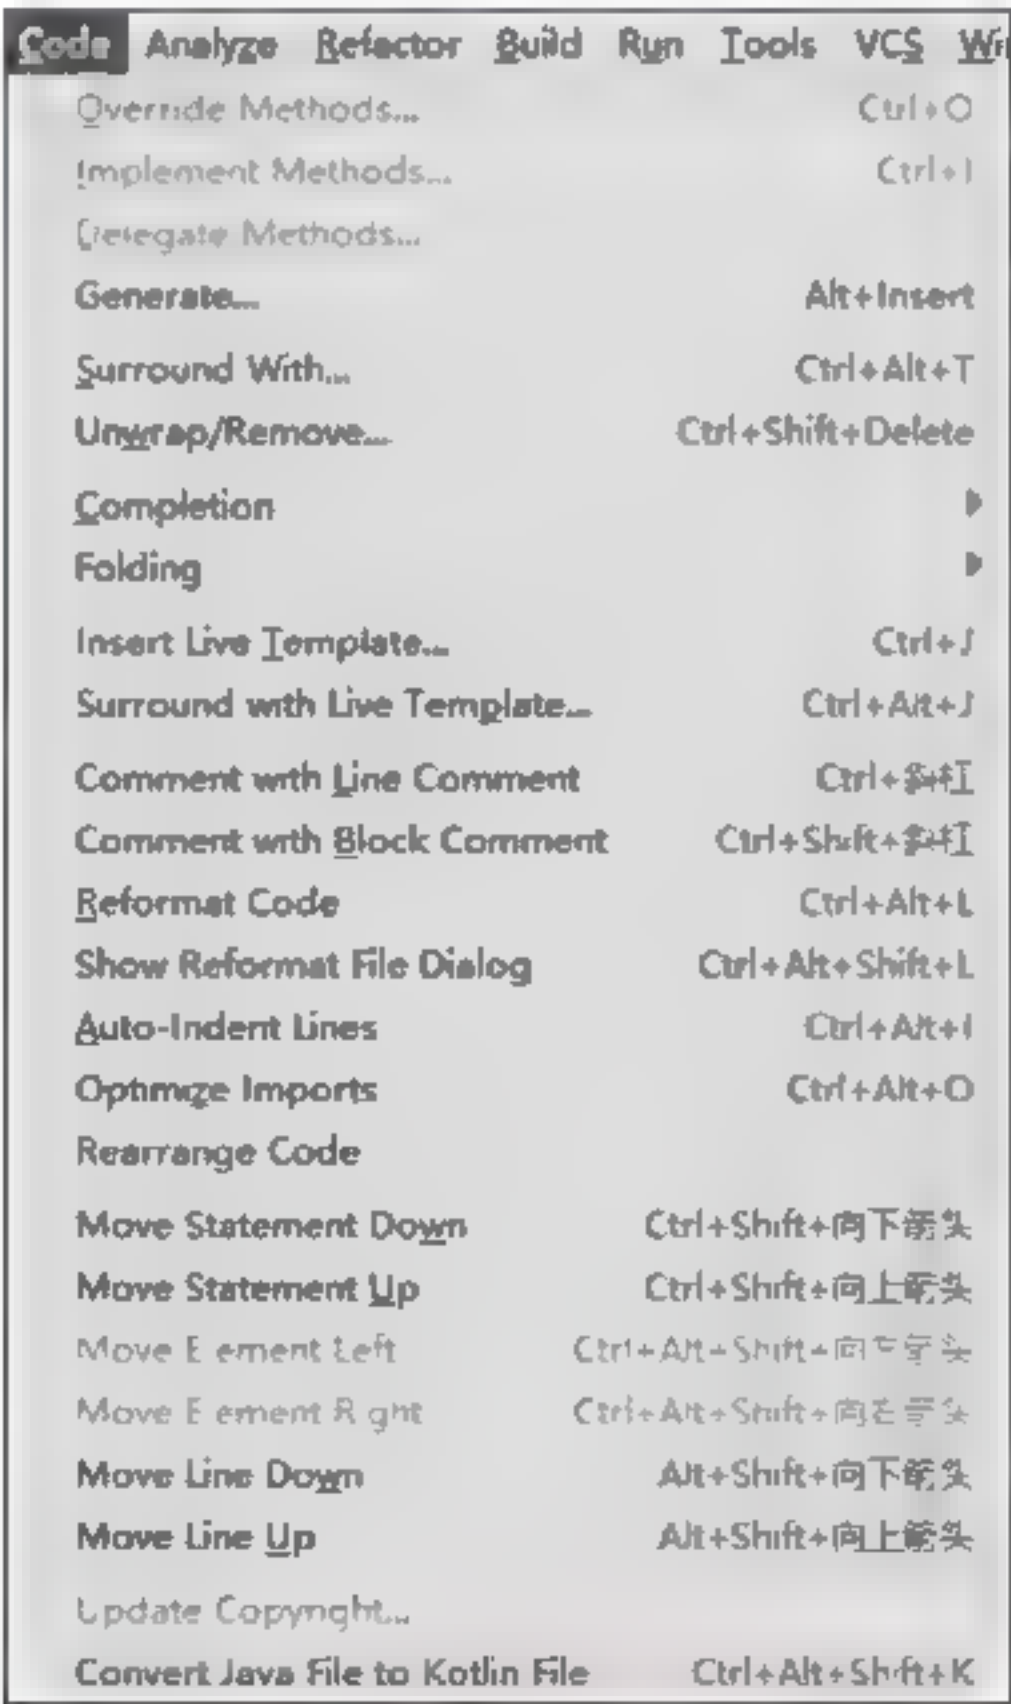 Code Analyze Refactor Build Run Tools VCS
Override Methods... Ctrl+O
Implement Methods... Ctrl+I
Delegate Methods...
Generate... Alt+Insert
Surround With... Ctrl+Alt+T
Unwrap/Remove... Ctrl+Shift+Delete
Completion
Folding
Insert Live Template... Ctrl+J
Surround with Live Template... Ctrl+Alt+J
Comment with Line Comment Ctrl+斜杠
Comment with Block Comment Ctrl+Shift+斜杠
Reformat Code Ctrl+Alt+L
Show Reformat File Dialog Ctrl+Alt+Shift+L
Auto-Indent Lines Ctrl+Alt+I
Optimize Imports Ctrl+Alt+O
Rearrange Code
Move Statement Down Ctrl+Shift+向下箭头
Move Statement Up Ctrl+Shift+向上箭头
Move Element Left Ctrl+Alt+Shift+向左箭头
Move Element Right Ctrl+Alt+Shift+向右箭头
Move Line Down Alt+Shift+向下箭头
Move Line Up Alt+Shift+向上箭头
Update Copyright...
Convert Java File to Kotlin File Ctrl+Alt+Shift+K